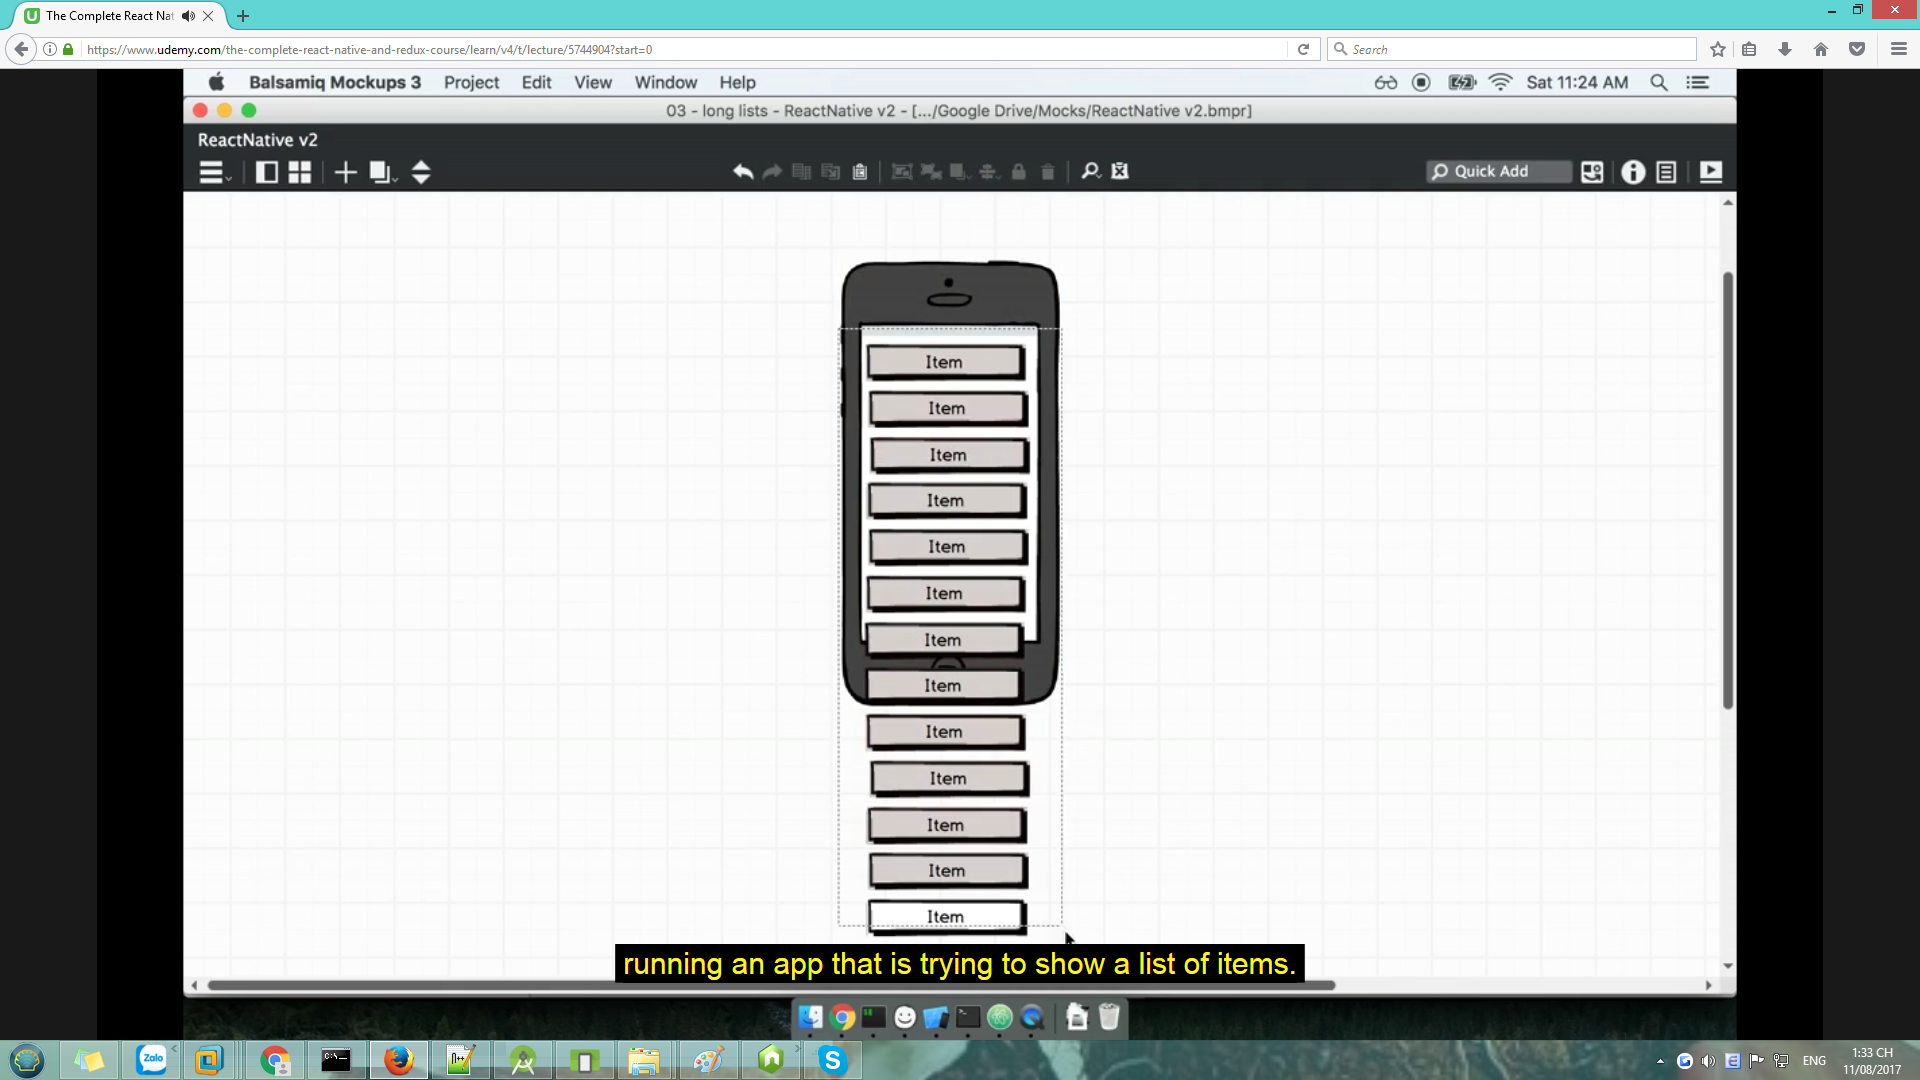 The Complete React Nat
https://www.udemy.com/the-complete-react-native-and-redux-course/learn/v4/t/lecture/5744904?start=0
Search
Balsamiq Mockups 3 Project Edit View Window Help Sat 11:24 AM
03 - long lists - ReactNative v2 - [.../Google Drive/Mocks/ReactNative v2.bmpr]
ReactNative v2
Quick Add
Item
Item
Item
Item
Item
Item
Item
Item
Item
Item
Item
Item
Item
running an app that is trying to show a list of items.
Zalo
ENG
1:33 CH
11/08/2017